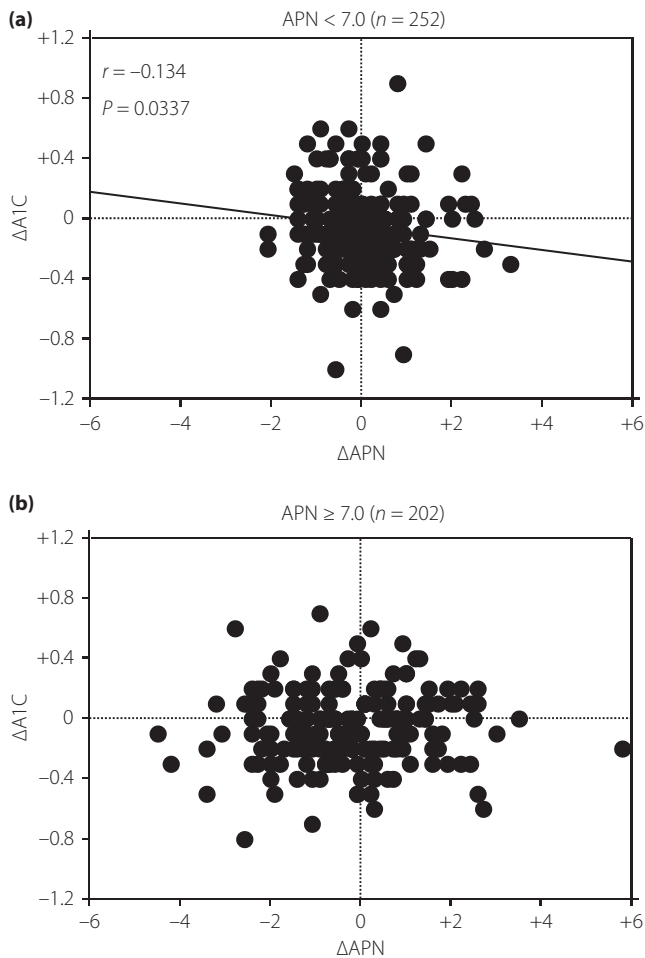 (a)
APN < 7.0 (n = 252)
+1.2
r = –0.134
+0.8
P = 0.0337
+0.4
ΔA1C
0
–0.4
–0.8
–1.2
–6 –4 –2 0 +2 +4 +6
ΔAPN
(b)
APN ≥ 7.0 (n = 202)
+1.2
+0.8
+0.4
ΔA1C
0
–0.4
–0.8
–1.2
–6 –4 –2 0 +2 +4 +6
ΔAPN